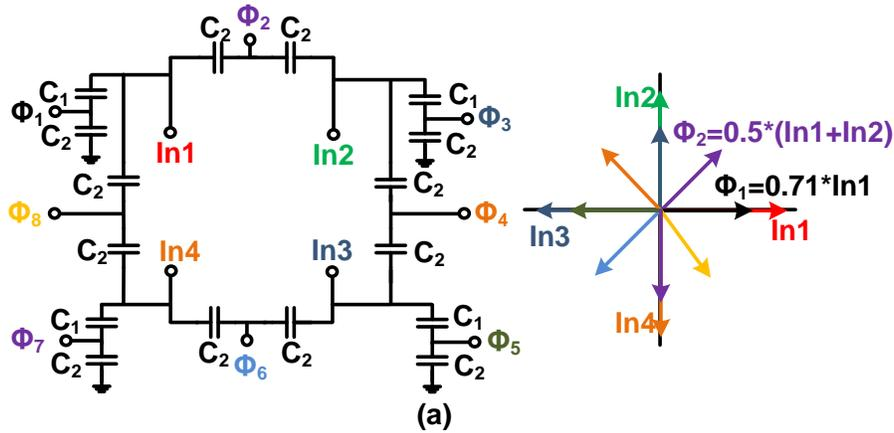 Φ₂
C₂ C₂
C₁ C₁
Φ₁ Φ₃
C₂ C₂
In1 In2
C₂ C₂
Φ₈ Φ₄
C₂ C₂
In4 In3
C₁ C₁
Φ₇ Φ₅
C₂ C₂ C₂ C₂
Φ₆
(a)
In2
Φ₂=0.5*(In1+In2)
Φ₁=0.71*In1
In3 In1
In4